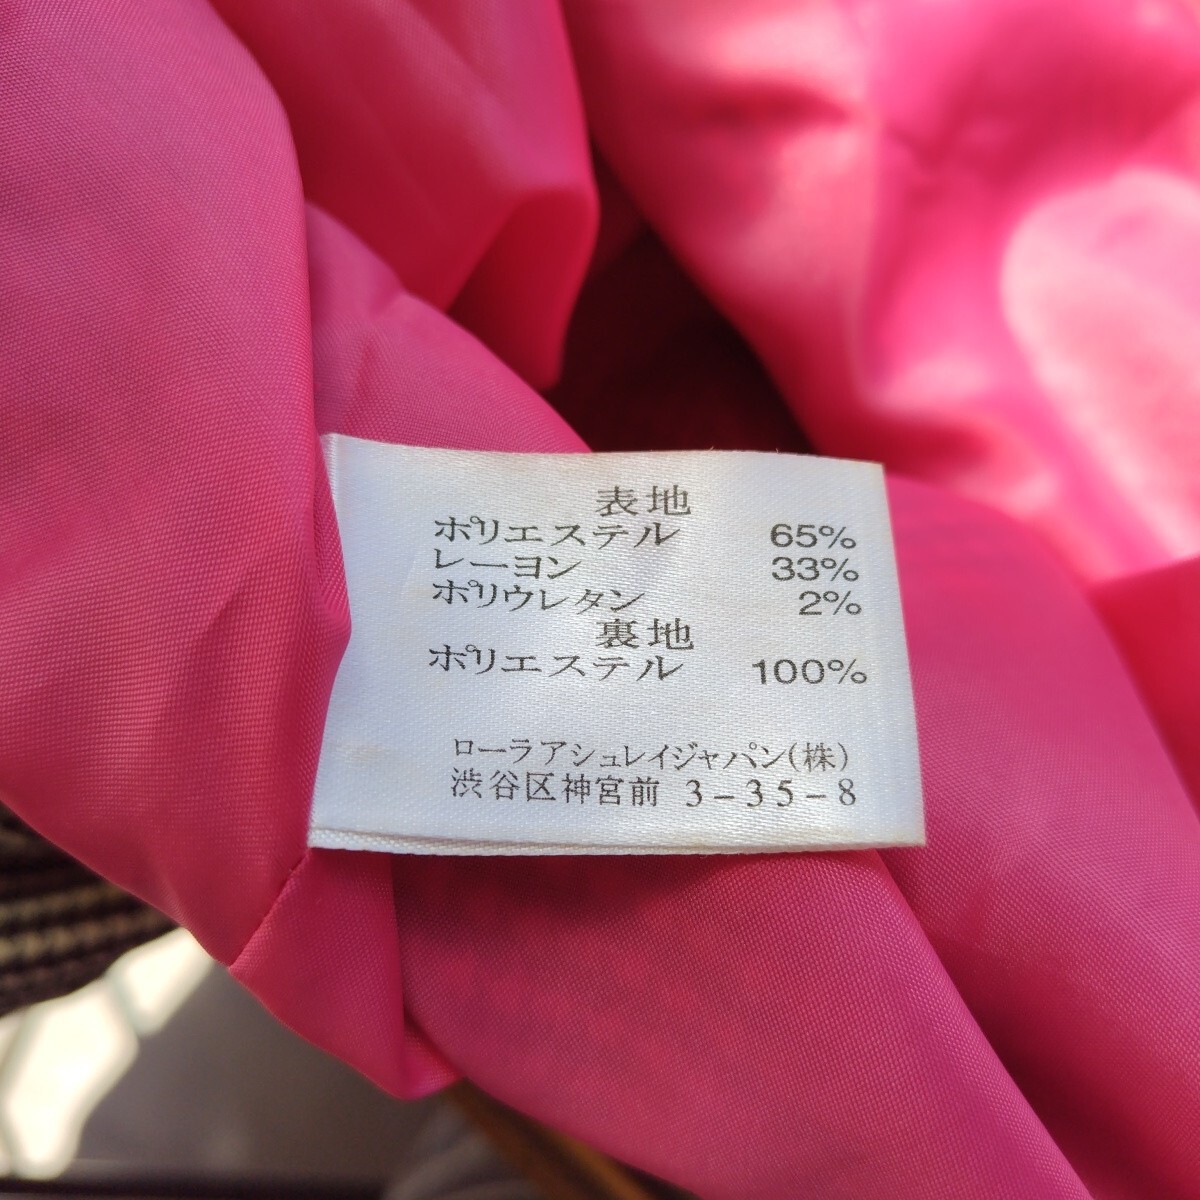 表地
ポリエステル 65%
レーヨン 33%
ポリウレタン 2%
裏地
ポリエステル 100%
ローラアシュレイジャパン(株)
渋谷区神宮前 3-35-8